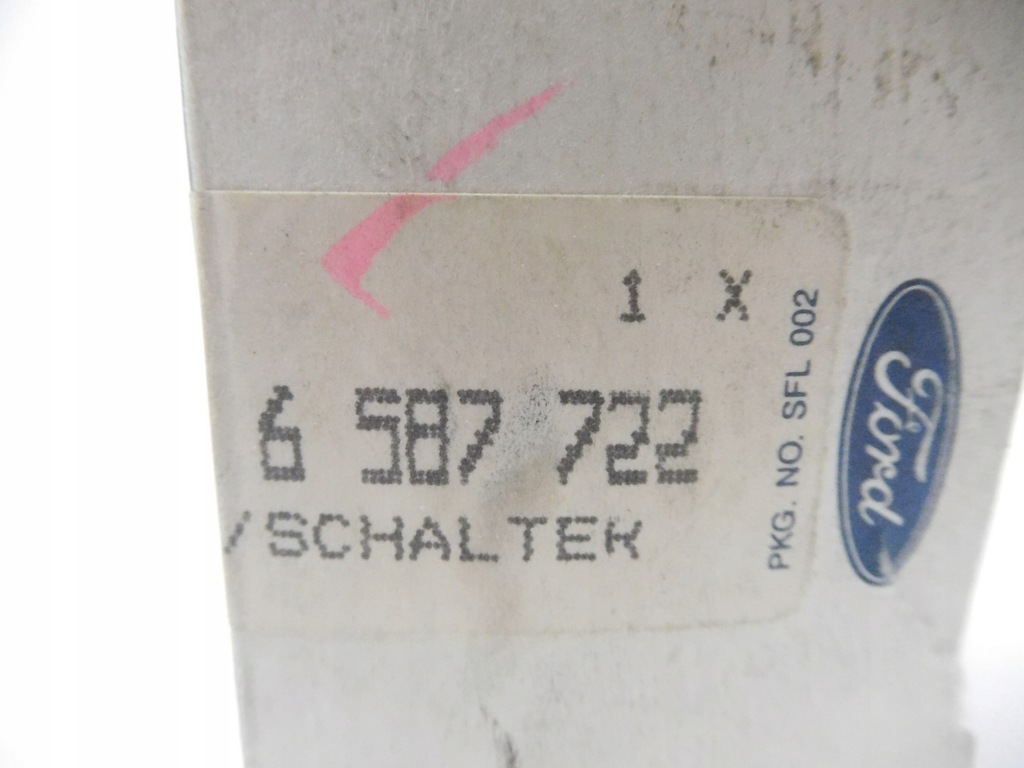 1 X
6 587 722
/SCHALTER
PKG. NO. SFL 002
Ford